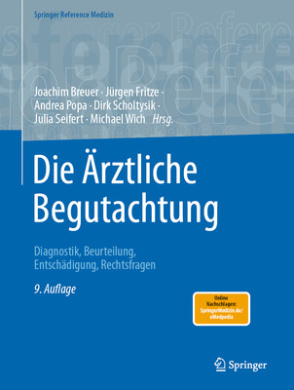 Springer Reference Medizin
Joachim Breuer · Jürgen Fritze ·
Andrea Popa · Dirk Scholtysik ·
Julia Seifert · Michael Wich Hrsg.
Die Ärztliche
Begutachtung
Diagnostik, Beurteilung,
Entschädigung, Rechtsfragen
9. Auflage
Online
Nachschlagen:
SpringerMedizin.de/
eMedpedia
Springer